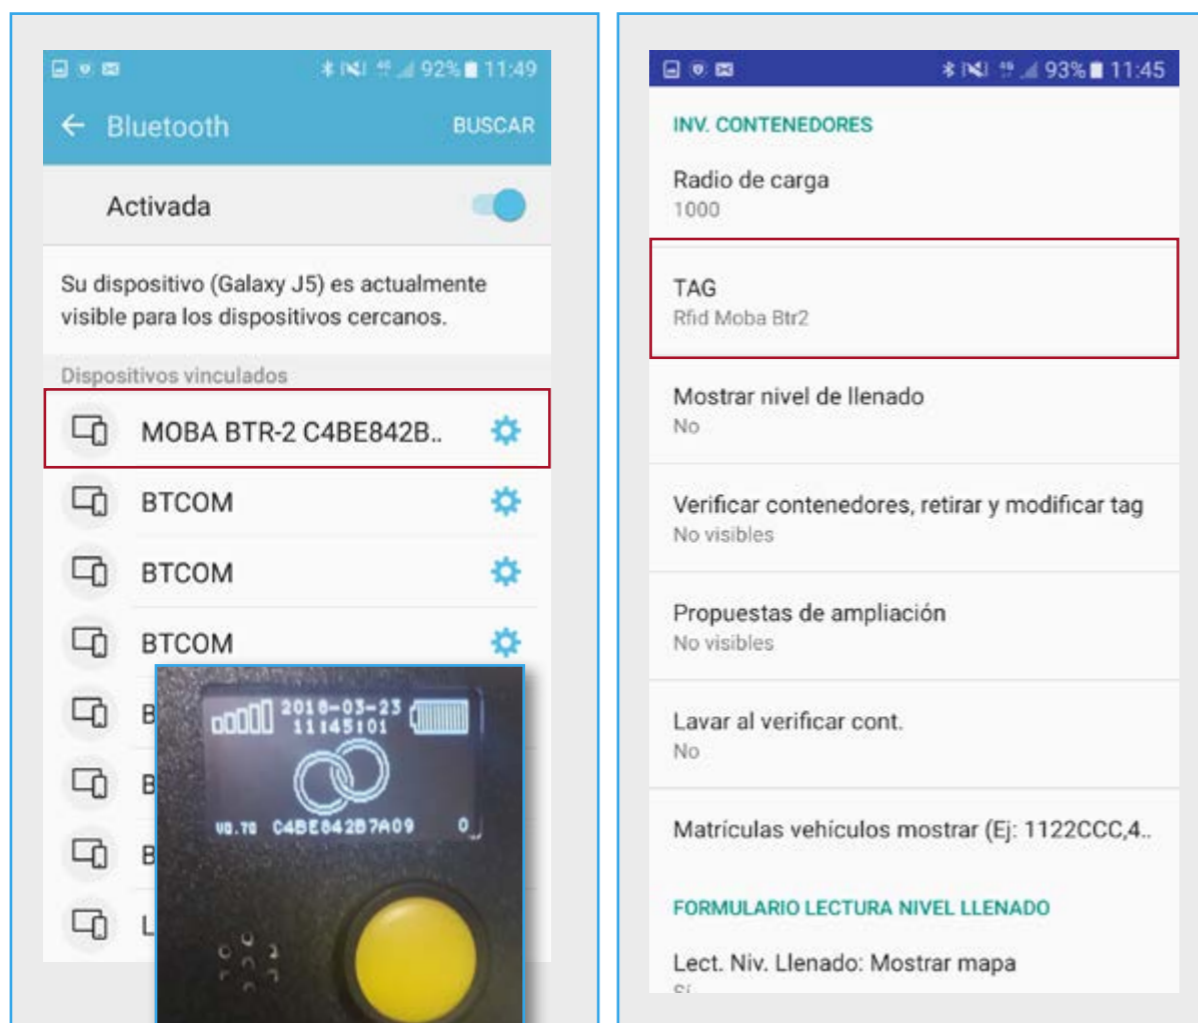 92% 11:49
← Bluetooth
BUSCAR
Activada
Su dispositivo (Galaxy J5) es actualmente
visible para los dispositivos cercanos.
Dispositivos vinculados
MOBA BTR-2 C4BE842B..
BTCOM
BTCOM
BTCOM
B
B
B
L
2018-03-23
11:45:01
V0.70 C4BE842B7A09 0
93% 11:45
INV. CONTENEDORES
Radio de carga
1000
TAG
Rfid Moba Btr2
Mostrar nivel de llenado
No
Verificar contenedores, retirar y modificar tag
No visibles
Propuestas de ampliación
No visibles
Lavar al verificar cont.
No
Matrículas vehículos mostrar (Ej: 1122CCC,4..
FORMULARIO LECTURA NIVEL LLENADO
Lect. Niv. Llenado: Mostrar mapa
Sí